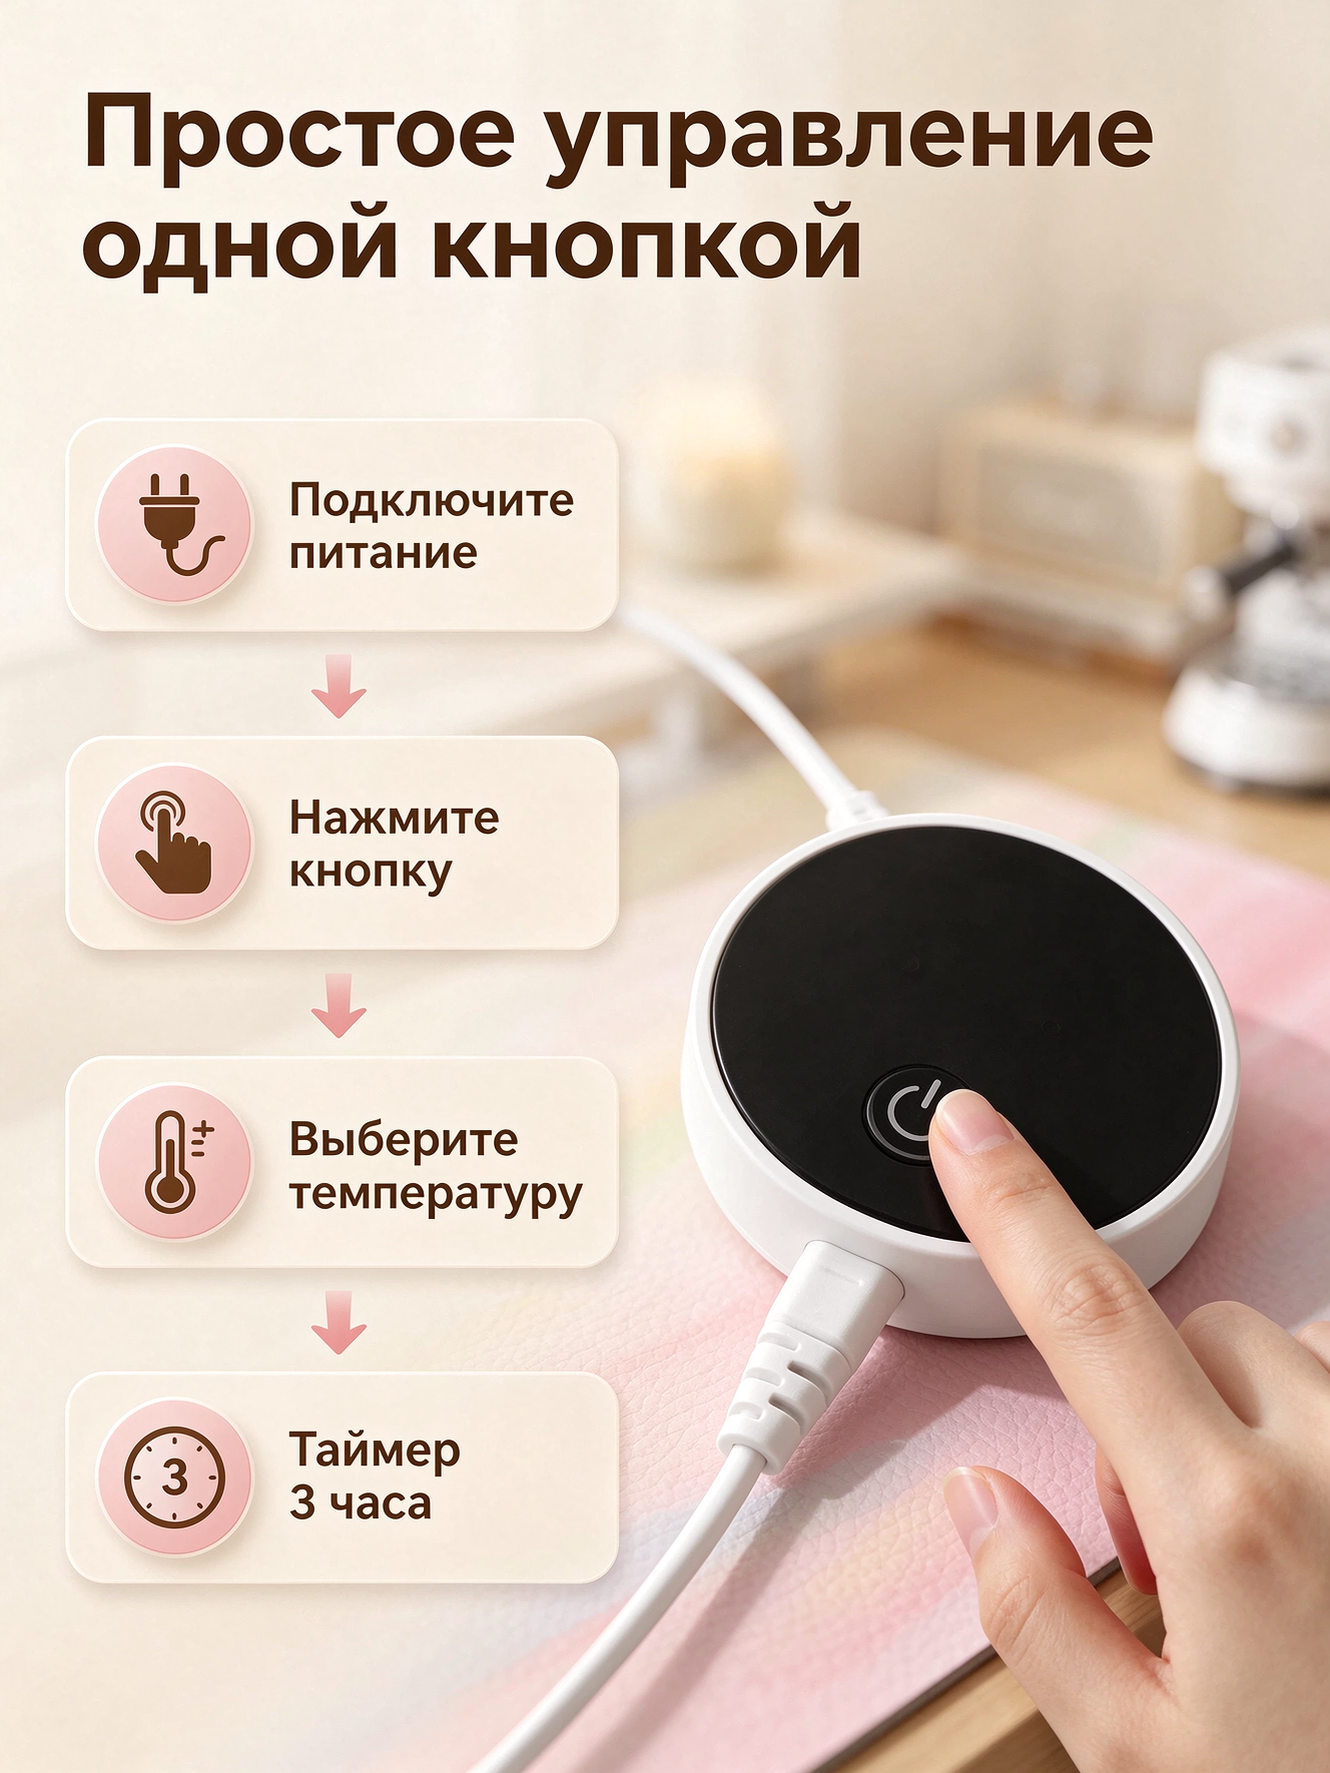 Простое управление
одной кнопкой
Подключите
питание
Нажмите
кнопку
Выберите
температуру
3
Таймер
3 часа